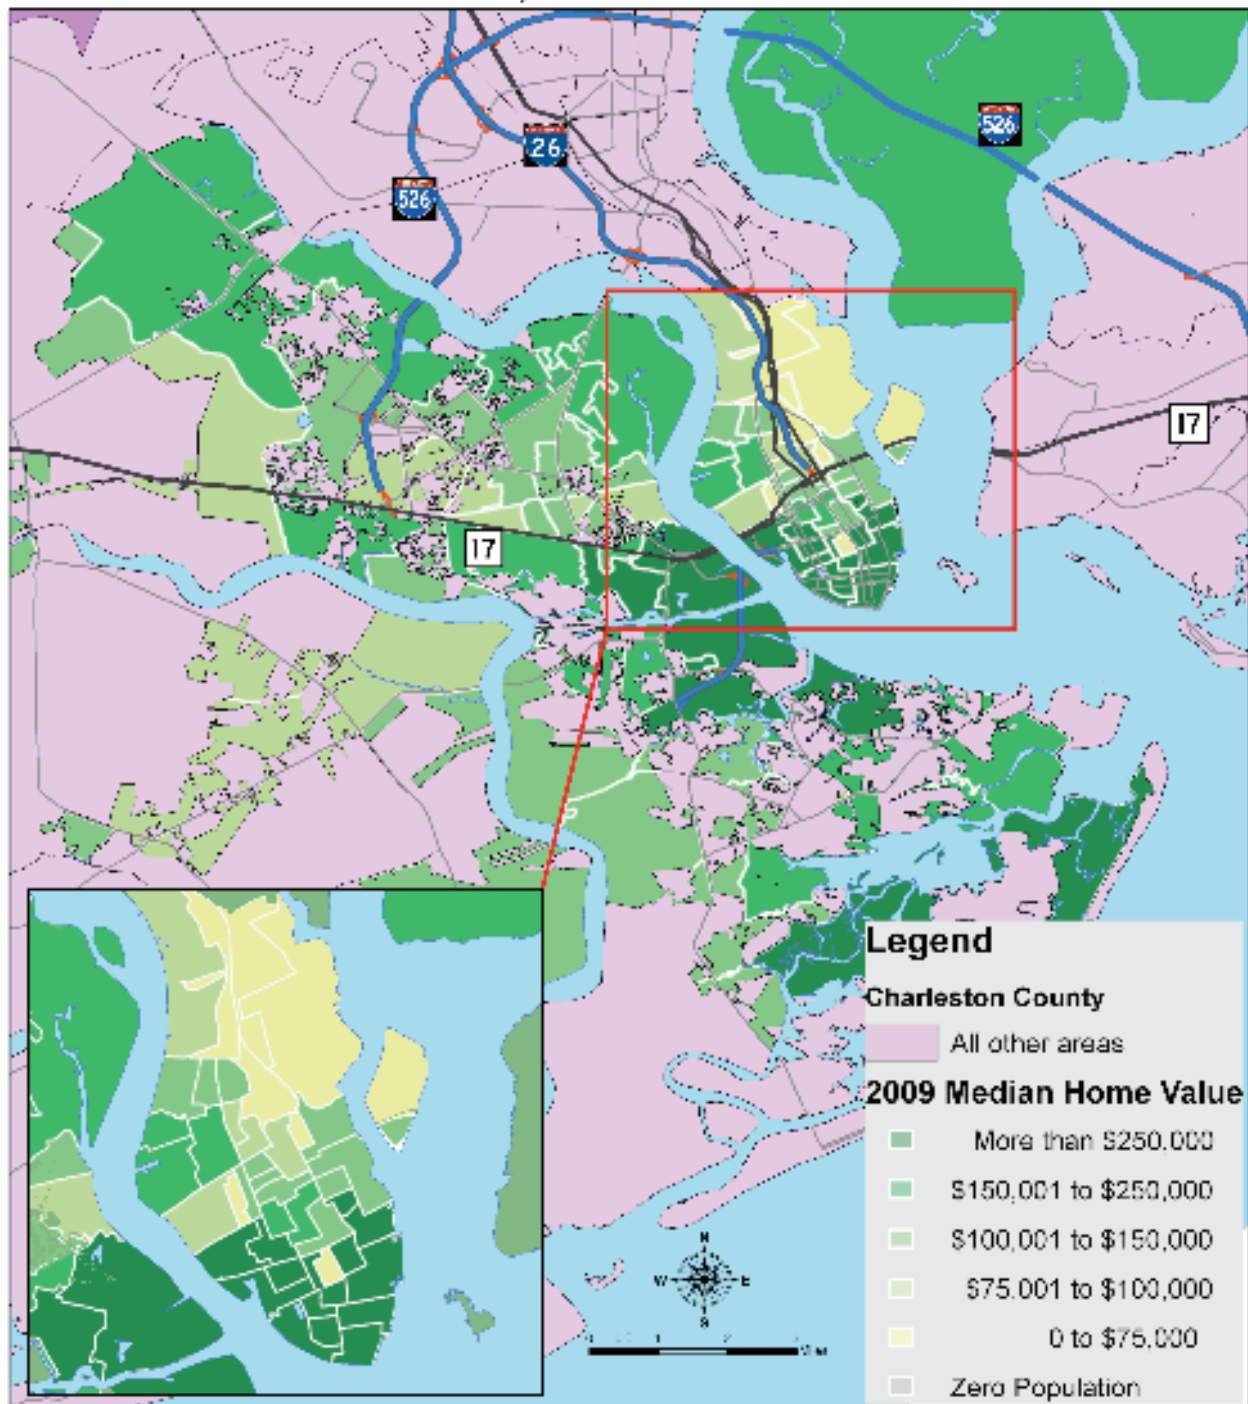 26
526
526
17
17
Legend
Charleston County
All other areas
2009 Median Home Value
More than $250,000
$150,001 to $250,000
$100,001 to $150,000
$75,001 to $100,000
0 to $75,000
Zero Population
N
W E
S